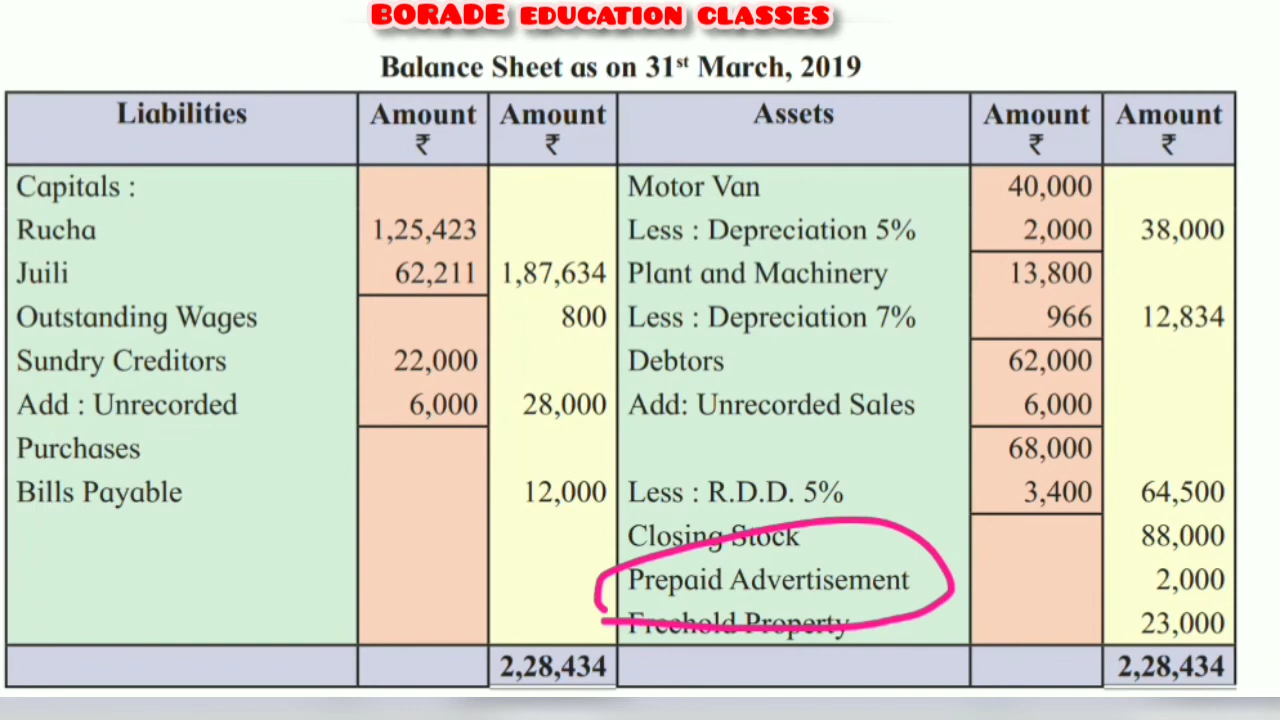 BORADE EDUCATION CLASSES
Balance Sheet as on 31st March, 2019
Liabilities Amount ₹ Amount ₹ Assets Amount ₹ Amount ₹
Capitals : Motor Van 40,000
Rucha 1,25,423 Less : Depreciation 5% 2,000 38,000
Juili 62,211 1,87,634 Plant and Machinery 13,800
Outstanding Wages 800 Less : Depreciation 7% 966 12,834
Sundry Creditors 22,000 Debtors 62,000
Add : Unrecorded 6,000 28,000 Add: Unrecorded Sales 6,000
Purchases 68,000
Bills Payable 12,000 Less : R.D.D. 5% 3,400 64,500
Closing Stock 88,000
Prepaid Advertisement 2,000
Freehold Property 23,000
2,28,434 2,28,434